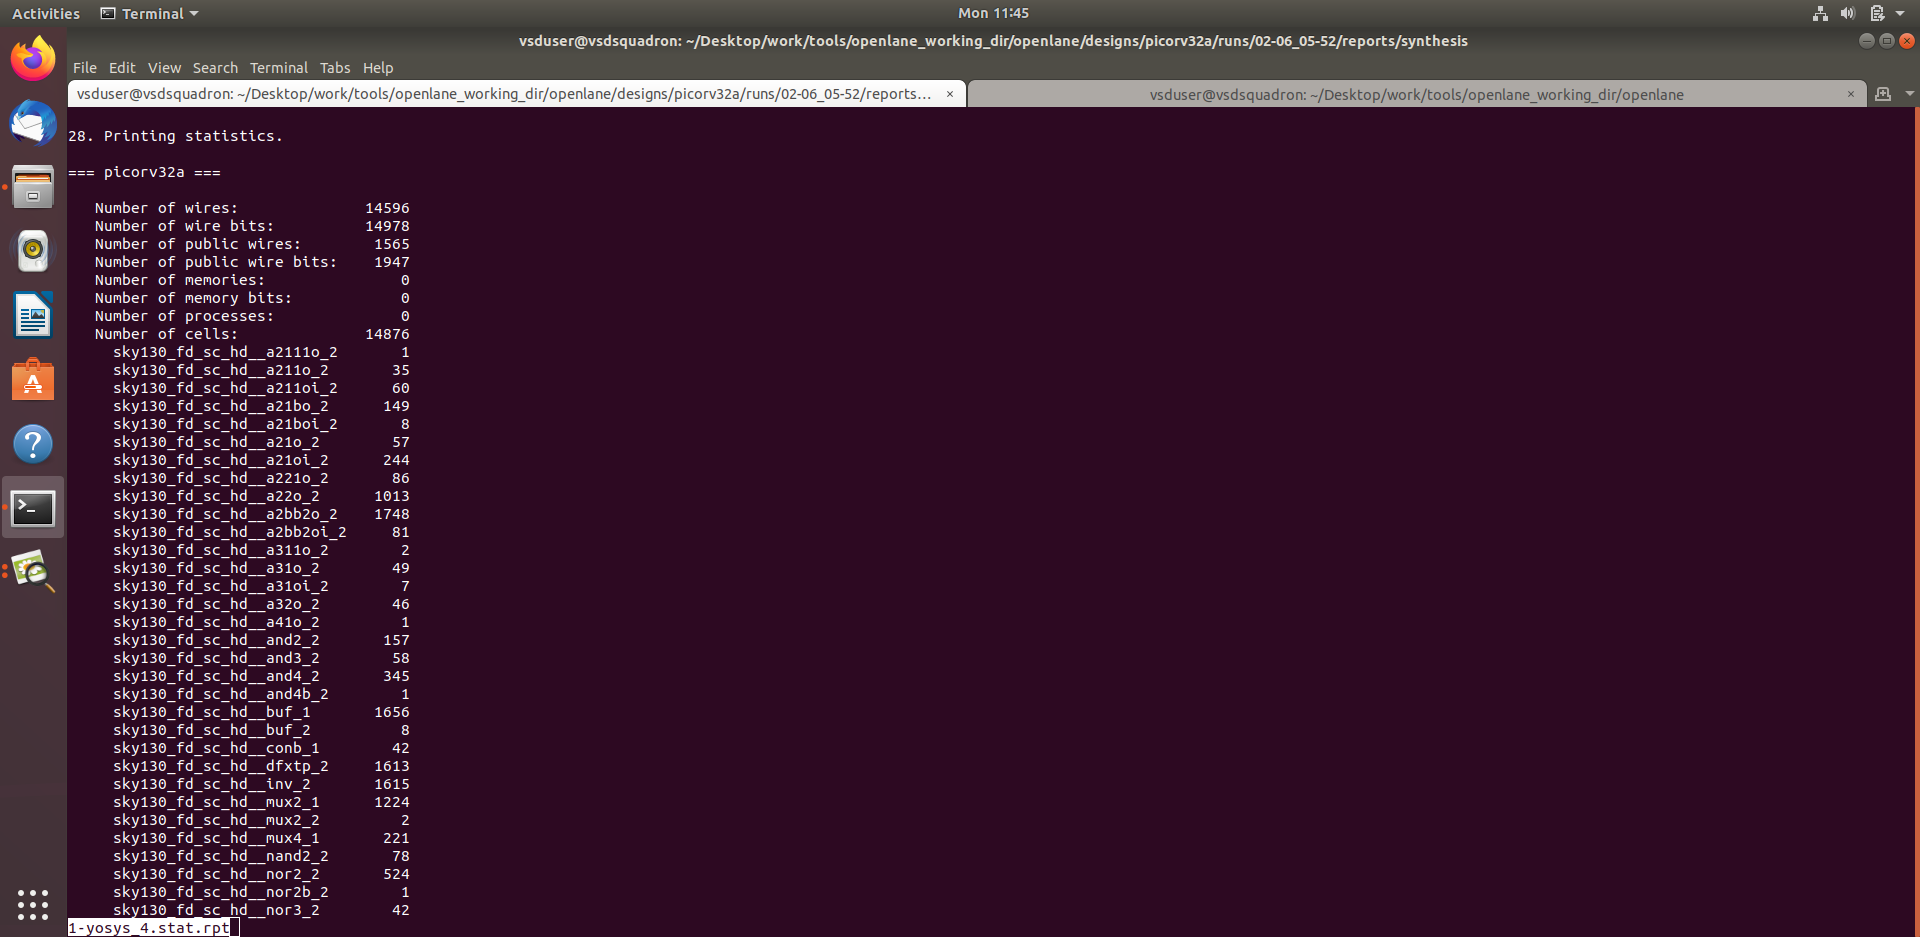 Activities Terminal Mon 11:45
vsduser@vsdsquadron: ~/Desktop/work/tools/openlane_working_dir/openlane/designs/picorv32a/runs/02-06_05-52/reports/synthesis
File Edit View Search Terminal Tabs Help
vsduser@vsdsquadron: ~/Desktop/work/tools/openlane_working_dir/openlane/designs/picorv32a/runs/02-06_05-52/reports... × vsduser@vsdsquadron: ~/Desktop/work/tools/openlane_working_dir/openlane ×
28. Printing statistics.
=== picorv32a ===
Number of wires: 14596
Number of wire bits: 14978
Number of public wires: 1565
Number of public wire bits: 1947
Number of memories: 0
Number of memory bits: 0
Number of processes: 0
Number of cells: 14876
sky130_fd_sc_hd__a2111o_2 1
sky130_fd_sc_hd__a211o_2 35
sky130_fd_sc_hd__a211oi_2 60
sky130_fd_sc_hd__a21bo_2 149
sky130_fd_sc_hd__a21boi_2 8
sky130_fd_sc_hd__a21o_2 57
sky130_fd_sc_hd__a21oi_2 244
sky130_fd_sc_hd__a221o_2 86
sky130_fd_sc_hd__a22o_2 1013
sky130_fd_sc_hd__a2bb2o_2 1748
sky130_fd_sc_hd__a2bb2oi_2 81
sky130_fd_sc_hd__a311o_2 2
sky130_fd_sc_hd__a31o_2 49
sky130_fd_sc_hd__a31oi_2 7
sky130_fd_sc_hd__a32o_2 46
sky130_fd_sc_hd__a41o_2 1
sky130_fd_sc_hd__and2_2 157
sky130_fd_sc_hd__and3_2 58
sky130_fd_sc_hd__and4_2 345
sky130_fd_sc_hd__and4b_2 1
sky130_fd_sc_hd__buf_1 1656
sky130_fd_sc_hd__buf_2 8
sky130_fd_sc_hd__conb_1 42
sky130_fd_sc_hd__dfxtp_2 1613
sky130_fd_sc_hd__inv_2 1615
sky130_fd_sc_hd__mux2_1 1224
sky130_fd_sc_hd__mux2_2 2
sky130_fd_sc_hd__mux4_1 221
sky130_fd_sc_hd__nand2_2 78
sky130_fd_sc_hd__nor2_2 524
sky130_fd_sc_hd__nor2b_2 1
sky130_fd_sc_hd__nor3_2 42
1-yosys_4.stat.rpt